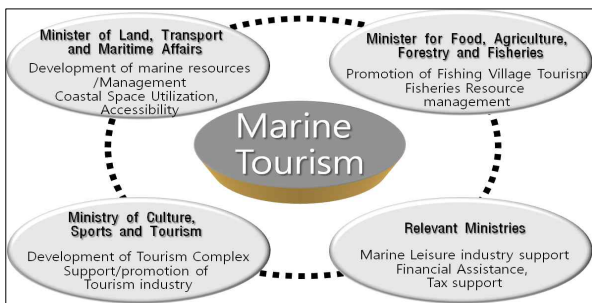 Minister of Land, Transport
and Maritime Affairs
Development of marine resources
/Management
Coastal Space Utilization,
Accessibility
Minister for Food, Agriculture,
Forestry and Fisheries
Promotion of Fishing Village Tourism
Fisheries Resource
management
Marine
Tourism
Ministry of Culture,
Sports and Tourism
Development of Tourism Complex
Support/promotion of
Tourism industry
Relevant Ministries
Marine Leisure industry support
Financial Assistance,
Tax support